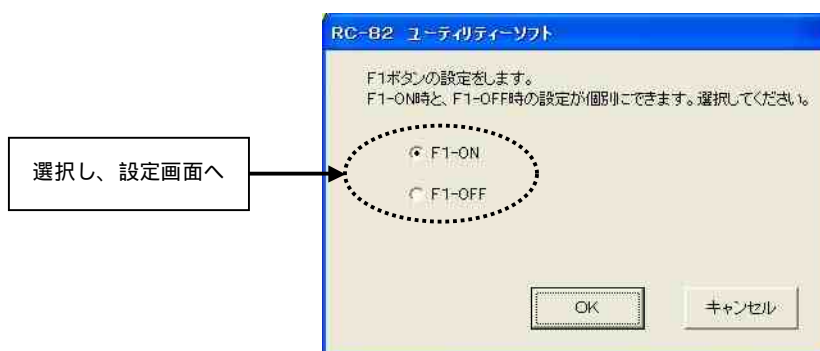 RC-82 ユーティリティーソフト
F1ボタンの設定をします。
F1-ON時と、F1-OFF時の設定が個別にできます。選択してください。
選択し、設定画面へ
F1-ON
F1-OFF
OK
キャンセル